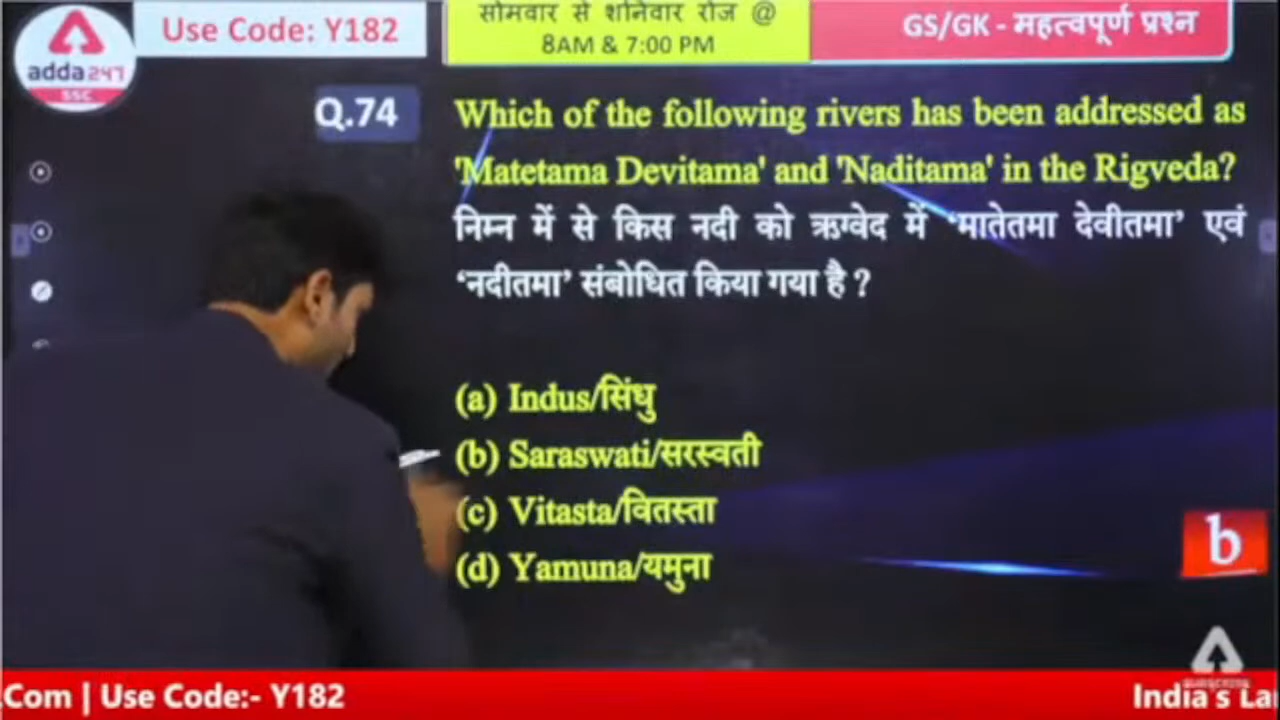 Use Code: Y182
सोमवार से शनिवार रोज @
8AM & 7:00 PM
GS/GK - महत्वपूर्ण प्रश्न
adda247
SSC
Q.74
Which of the following rivers has been addressed as
'Matetama Devitama' and 'Naditama' in the Rigveda?
निम्न में से किस नदी को ऋग्वेद में ‘मातेतमा देवीतमा’ एवं
‘नदीतमा’ संबोधित किया गया है ?
(a) Indus/सिंधु
(b) Saraswati/सरस्वती
(c) Vitasta/वितस्ता
(d) Yamuna/यमुना
b
SUBSCRIBE
.Com | Use Code:- Y182
India's La